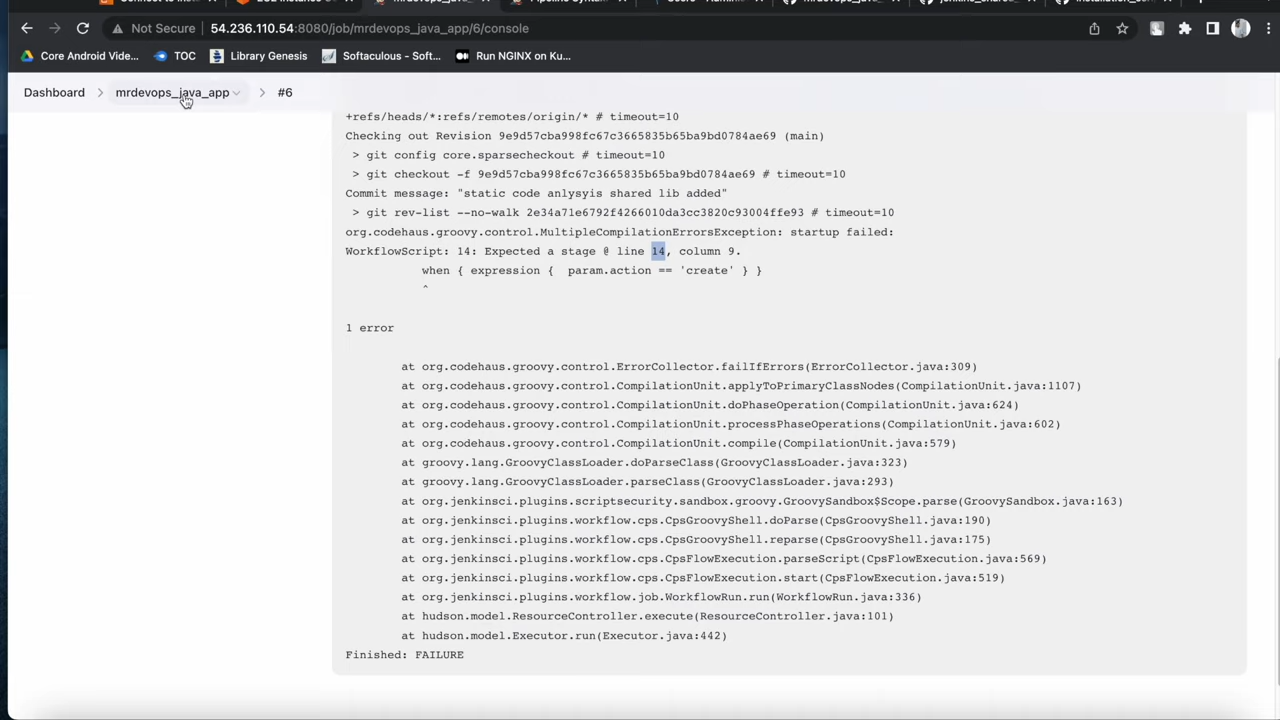 Not Secure
54.236.110.54:8080/job/mrdevops_java_app/6/console
Core Android Vide...
TOC
Library Genesis
Softaculous - Soft...
Run NGINX on Ku...
Dashboard
mrdevops_java_app
#6
+refs/heads/*:refs/remotes/origin/* # timeout=10
Checking out Revision 9e9d57cba998fc67c3665835b65ba9bd0784ae69 (main)
> git config core.sparsecheckout # timeout=10
> git checkout -f 9e9d57cba998fc67c3665835b65ba9bd0784ae69 # timeout=10
Commit message: "static code anlysyis shared lib added"
> git rev-list --no-walk 2e34a71e6792f4266010da3cc3820c93004ffe93 # timeout=10
org.codehaus.groovy.control.MultipleCompilationErrorsException: startup failed:
WorkflowScript: 14: Expected a stage @ line 14, column 9.
when { expression {  param.action == 'create' } }
^
1 error
at org.codehaus.groovy.control.ErrorCollector.failIfErrors(ErrorCollector.java:309)
at org.codehaus.groovy.control.CompilationUnit.applyToPrimaryClassNodes(CompilationUnit.java:1107)
at org.codehaus.groovy.control.CompilationUnit.doPhaseOperation(CompilationUnit.java:624)
at org.codehaus.groovy.control.CompilationUnit.processPhaseOperations(CompilationUnit.java:602)
at org.codehaus.groovy.control.CompilationUnit.compile(CompilationUnit.java:579)
at groovy.lang.GroovyClassLoader.doParseClass(GroovyClassLoader.java:323)
at groovy.lang.GroovyClassLoader.parseClass(GroovyClassLoader.java:293)
at org.jenkinsci.plugins.scriptsecurity.sandbox.groovy.GroovySandbox$Scope.parse(GroovySandbox.java:163)
at org.jenkinsci.plugins.workflow.cps.CpsGroovyShell.doParse(CpsGroovyShell.java:190)
at org.jenkinsci.plugins.workflow.cps.CpsGroovyShell.reparse(CpsGroovyShell.java:175)
at org.jenkinsci.plugins.workflow.cps.CpsFlowExecution.parseScript(CpsFlowExecution.java:569)
at org.jenkinsci.plugins.workflow.cps.CpsFlowExecution.start(CpsFlowExecution.java:519)
at org.jenkinsci.plugins.workflow.job.WorkflowRun.run(WorkflowRun.java:336)
at hudson.model.ResourceController.execute(ResourceController.java:101)
at hudson.model.Executor.run(Executor.java:442)
Finished: FAILURE